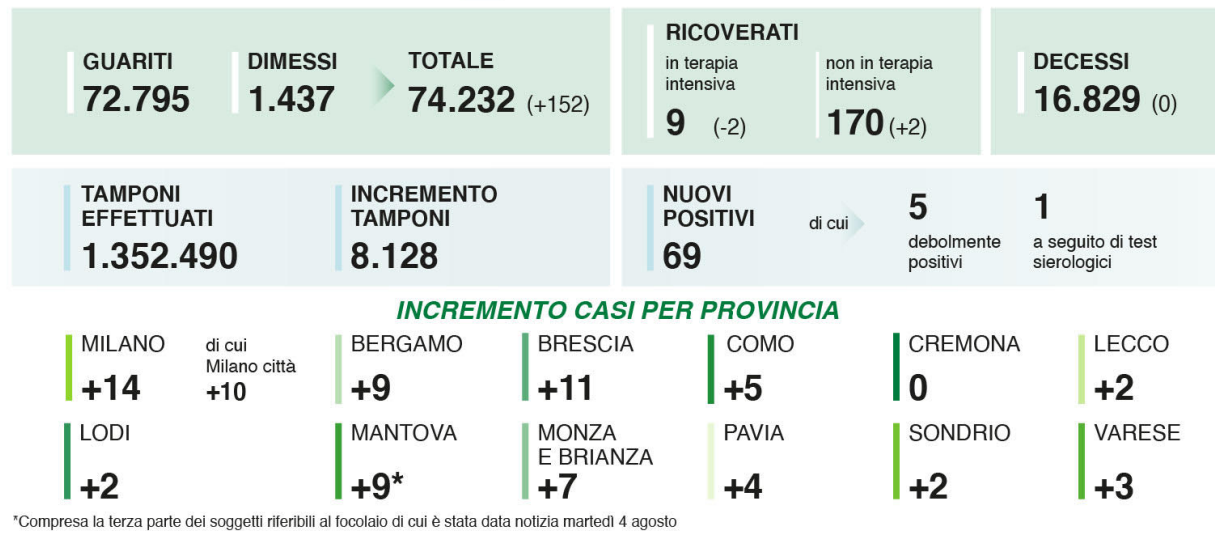 GUARITI
72.795
DIMESSI
1.437
TOTALE
74.232 (+152)
RICOVERATI
in terapia
intensiva
9 (-2)
non in terapia
intensiva
170 (+2)
DECESSI
16.829 (0)
TAMPONI
EFFETTUATI
1.352.490
INCREMENTO
TAMPONI
8.128
NUOVI
POSITIVI
69
di cui
5
debolmente
positivi
1
a seguito di test
sierologici
INCREMENTO CASI PER PROVINCIA
MILANO
+14
di cui
Milano città
+10
BERGAMO
+9
BRESCIA
+11
COMO
+5
CREMONA
0
LECCO
+2
LODI
+2
MANTOVA
+9*
MONZA
E BRIANZA
+7
PAVIA
+4
SONDRIO
+2
VARESE
+3
*Compresa la terza parte dei soggetti riferibili al focolaio di cui è stata data notizia martedì 4 agosto